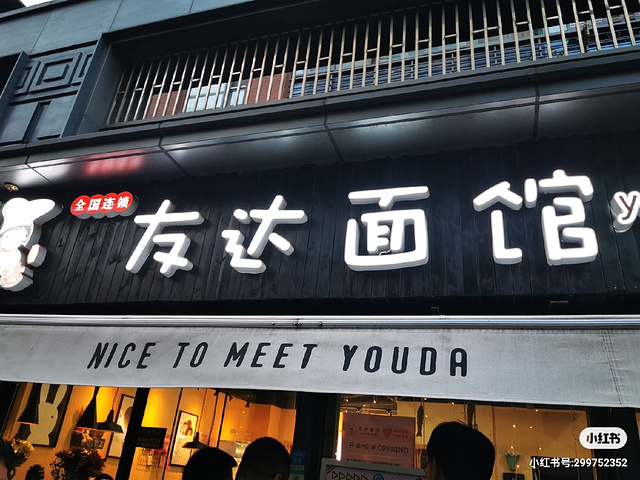 全国连锁
友达面馆
y
NICE TO MEET YOUDA
OPENING
小红书
小红书号:299752352